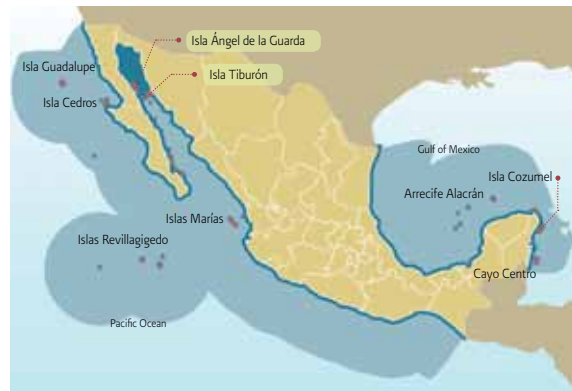 Isla Ángel de la Guarda
Isla Guadalupe
Isla Tiburón
Isla Cedros
Gulf of Mexico
Isla Cozumel
Arrecife Alacrán
Islas Marías
Islas Revillagigedo
Cayo Centro
Pacific Ocean